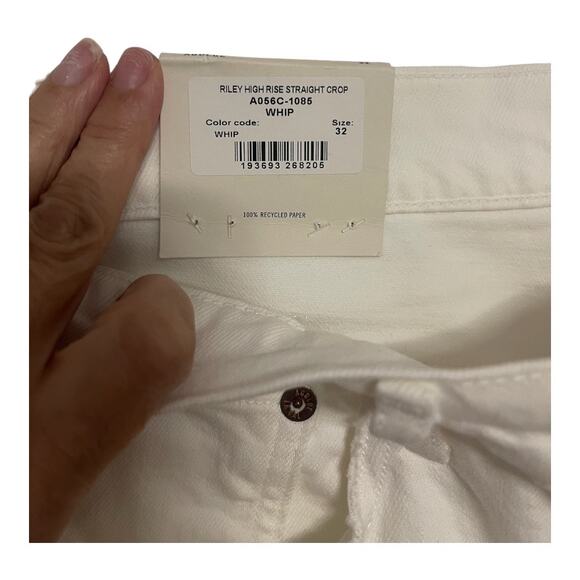 RILEY HIGH RISE STRAIGHT CROP
A056C-1085
WHIP
Color code: Size:
WHIP 32
193693 268205
100% RECYCLED PAPER